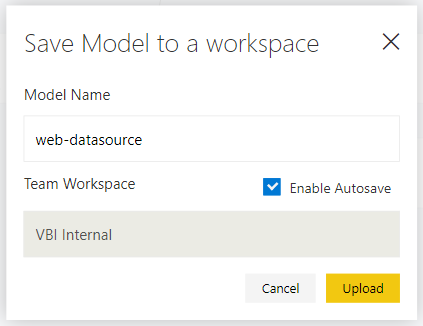 Save Model to a workspace
Model Name
web-datasource
Team Workspace
Enable Autosave
VBI Internal
Cancel
Upload